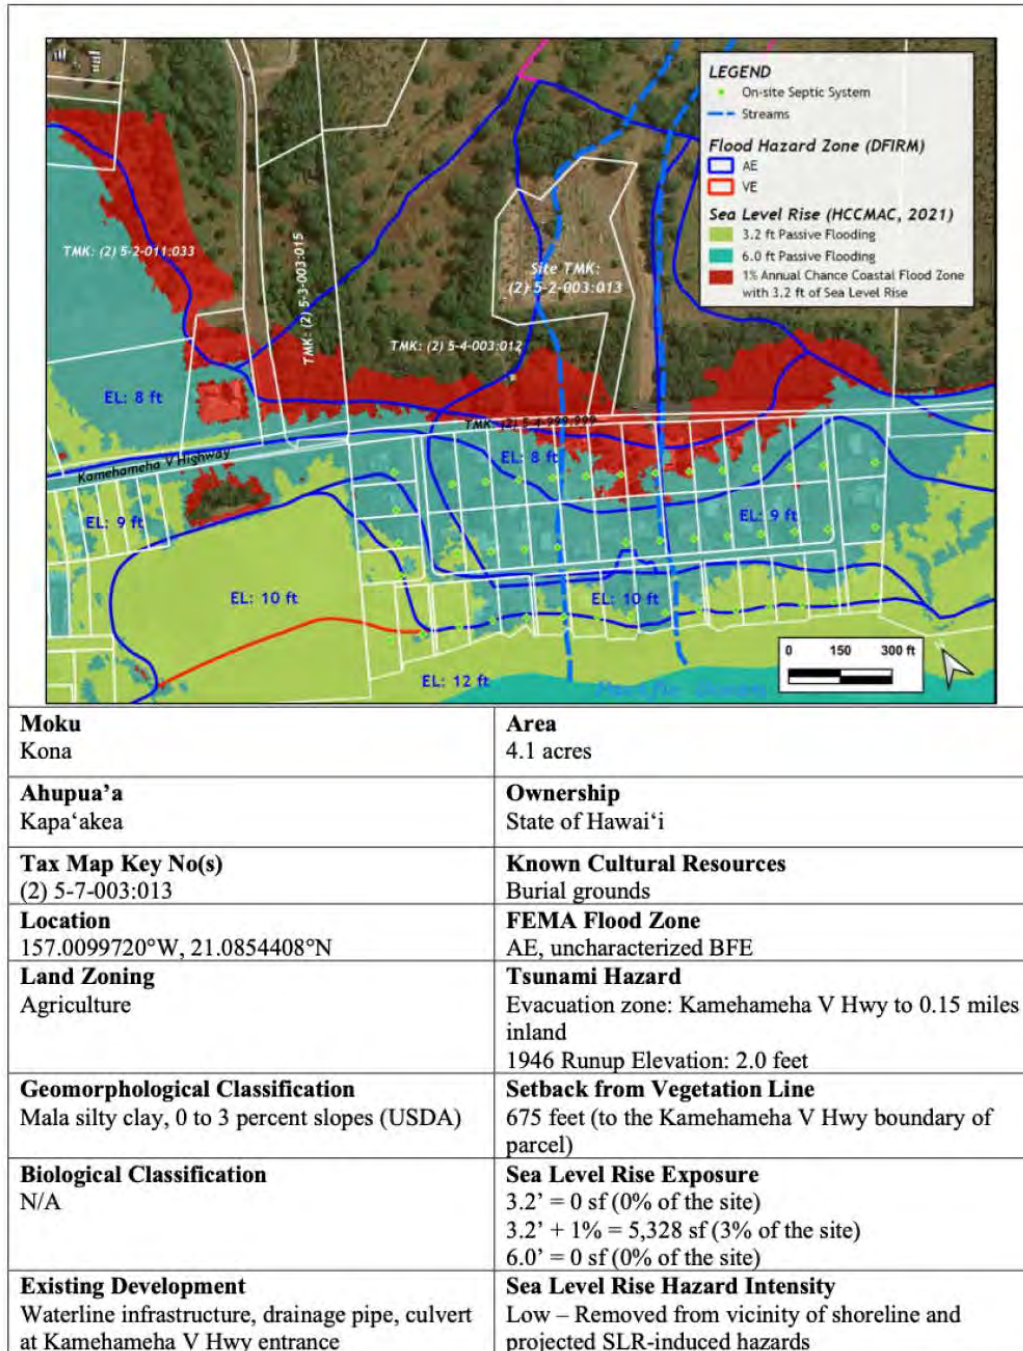 LEGEND
On-site Septic System
Streams
Flood Hazard Zone (DFIRM)
AE
VE
Sea Level Rise (HCCMAC, 2021)
3.2 ft Passive Flooding
6.0 ft Passive Flooding
1% Annual Chance Coastal Flood Zone
with 3.2 ft of Sea Level Rise
TMK: (2) 5-2-011:033
TMK: (2) 5-3-003:015
Site TMK:
(2) 5-2-003:013
TMK: (2) 5-4-003:012
EL: 8 ft
TMK: (2) 5-4-999:999
Kamehameha V Highway
EL: 8 ft
EL: 9 ft
EL: 9 ft
EL: 10 ft
EL: 10 ft
EL: 12 ft
0 150 300 ft
Moku
Kona
Area
4.1 acres
Ahupua’a
Kapa‘akea
Ownership
State of Hawai‘i
Tax Map Key No(s)
(2) 5-7-003:013
Known Cultural Resources
Burial grounds
Location
157.0099720°W, 21.0854408°N
FEMA Flood Zone
AE, uncharacterized BFE
Land Zoning
Agriculture
Tsunami Hazard
Evacuation zone: Kamehameha V Hwy to 0.15 miles
inland
1946 Runup Elevation: 2.0 feet
Geomorphological Classification
Mala silty clay, 0 to 3 percent slopes (USDA)
Setback from Vegetation Line
675 feet (to the Kamehameha V Hwy boundary of
parcel)
Biological Classification
N/A
Sea Level Rise Exposure
3.2’ = 0 sf (0% of the site)
3.2’ + 1% = 5,328 sf (3% of the site)
6.0’ = 0 sf (0% of the site)
Existing Development
Waterline infrastructure, drainage pipe, culvert
at Kamehameha V Hwy entrance
Sea Level Rise Hazard Intensity
Low – Removed from vicinity of shoreline and
projected SLR-induced hazards